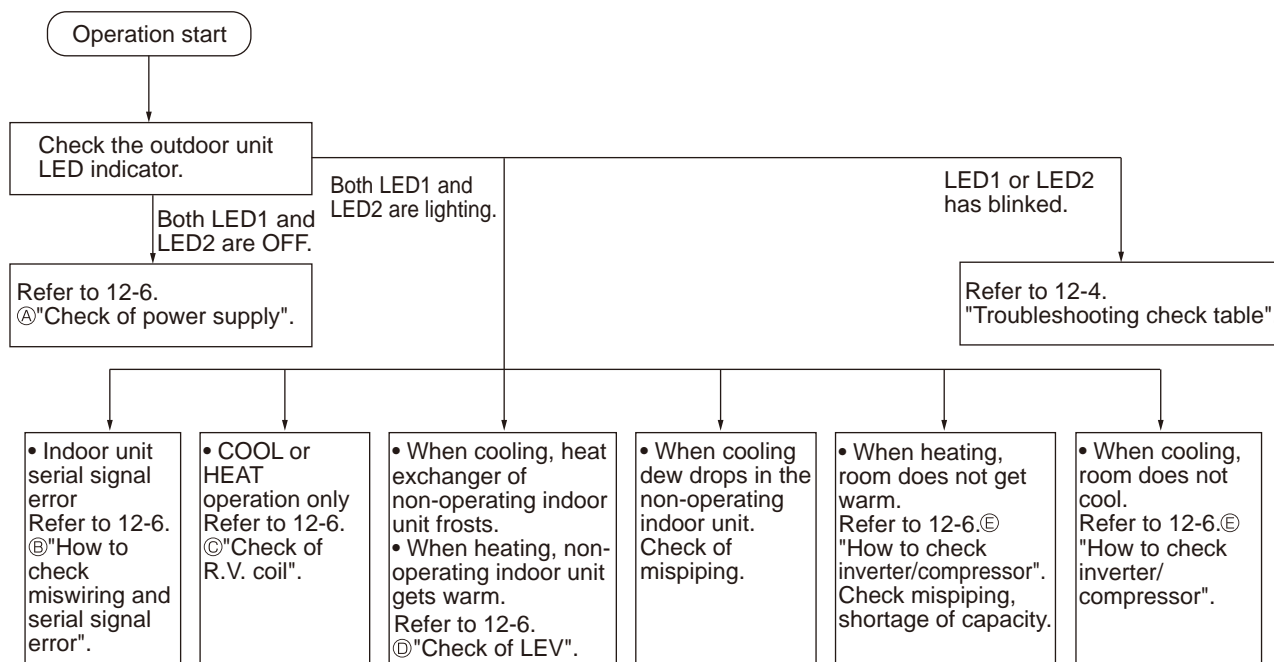 Operation start
Check the outdoor unit
LED indicator.
Both LED1 and
LED2 are OFF.
Both LED1 and
LED2 are lighting.
LED1 or LED2
has blinked.
Refer to 12-6.
Ⓐ"Check of power supply".
Refer to 12-4.
"Troubleshooting check table"
• Indoor unit
serial signal
error
Refer to 12-6.
Ⓑ"How to
check
miswiring and
serial signal
error".
• COOL or
HEAT
operation only
Refer to 12-6.
Ⓒ"Check of
R.V. coil".
• When cooling, heat
exchanger of
non-operating indoor
unit frosts.
• When heating, non-
operating indoor unit
gets warm.
Refer to 12-6.
Ⓓ"Check of LEV".
• When cooling
dew drops in the
non-operating
indoor unit.
Check of
mispiping.
• When heating,
room does not get
warm.
Refer to 12-6.Ⓔ
"How to check
inverter/compressor".
Check mispiping,
shortage of capacity.
• When cooling,
room does not
cool.
Refer to 12-6.Ⓔ
"How to check
inverter/
compressor".